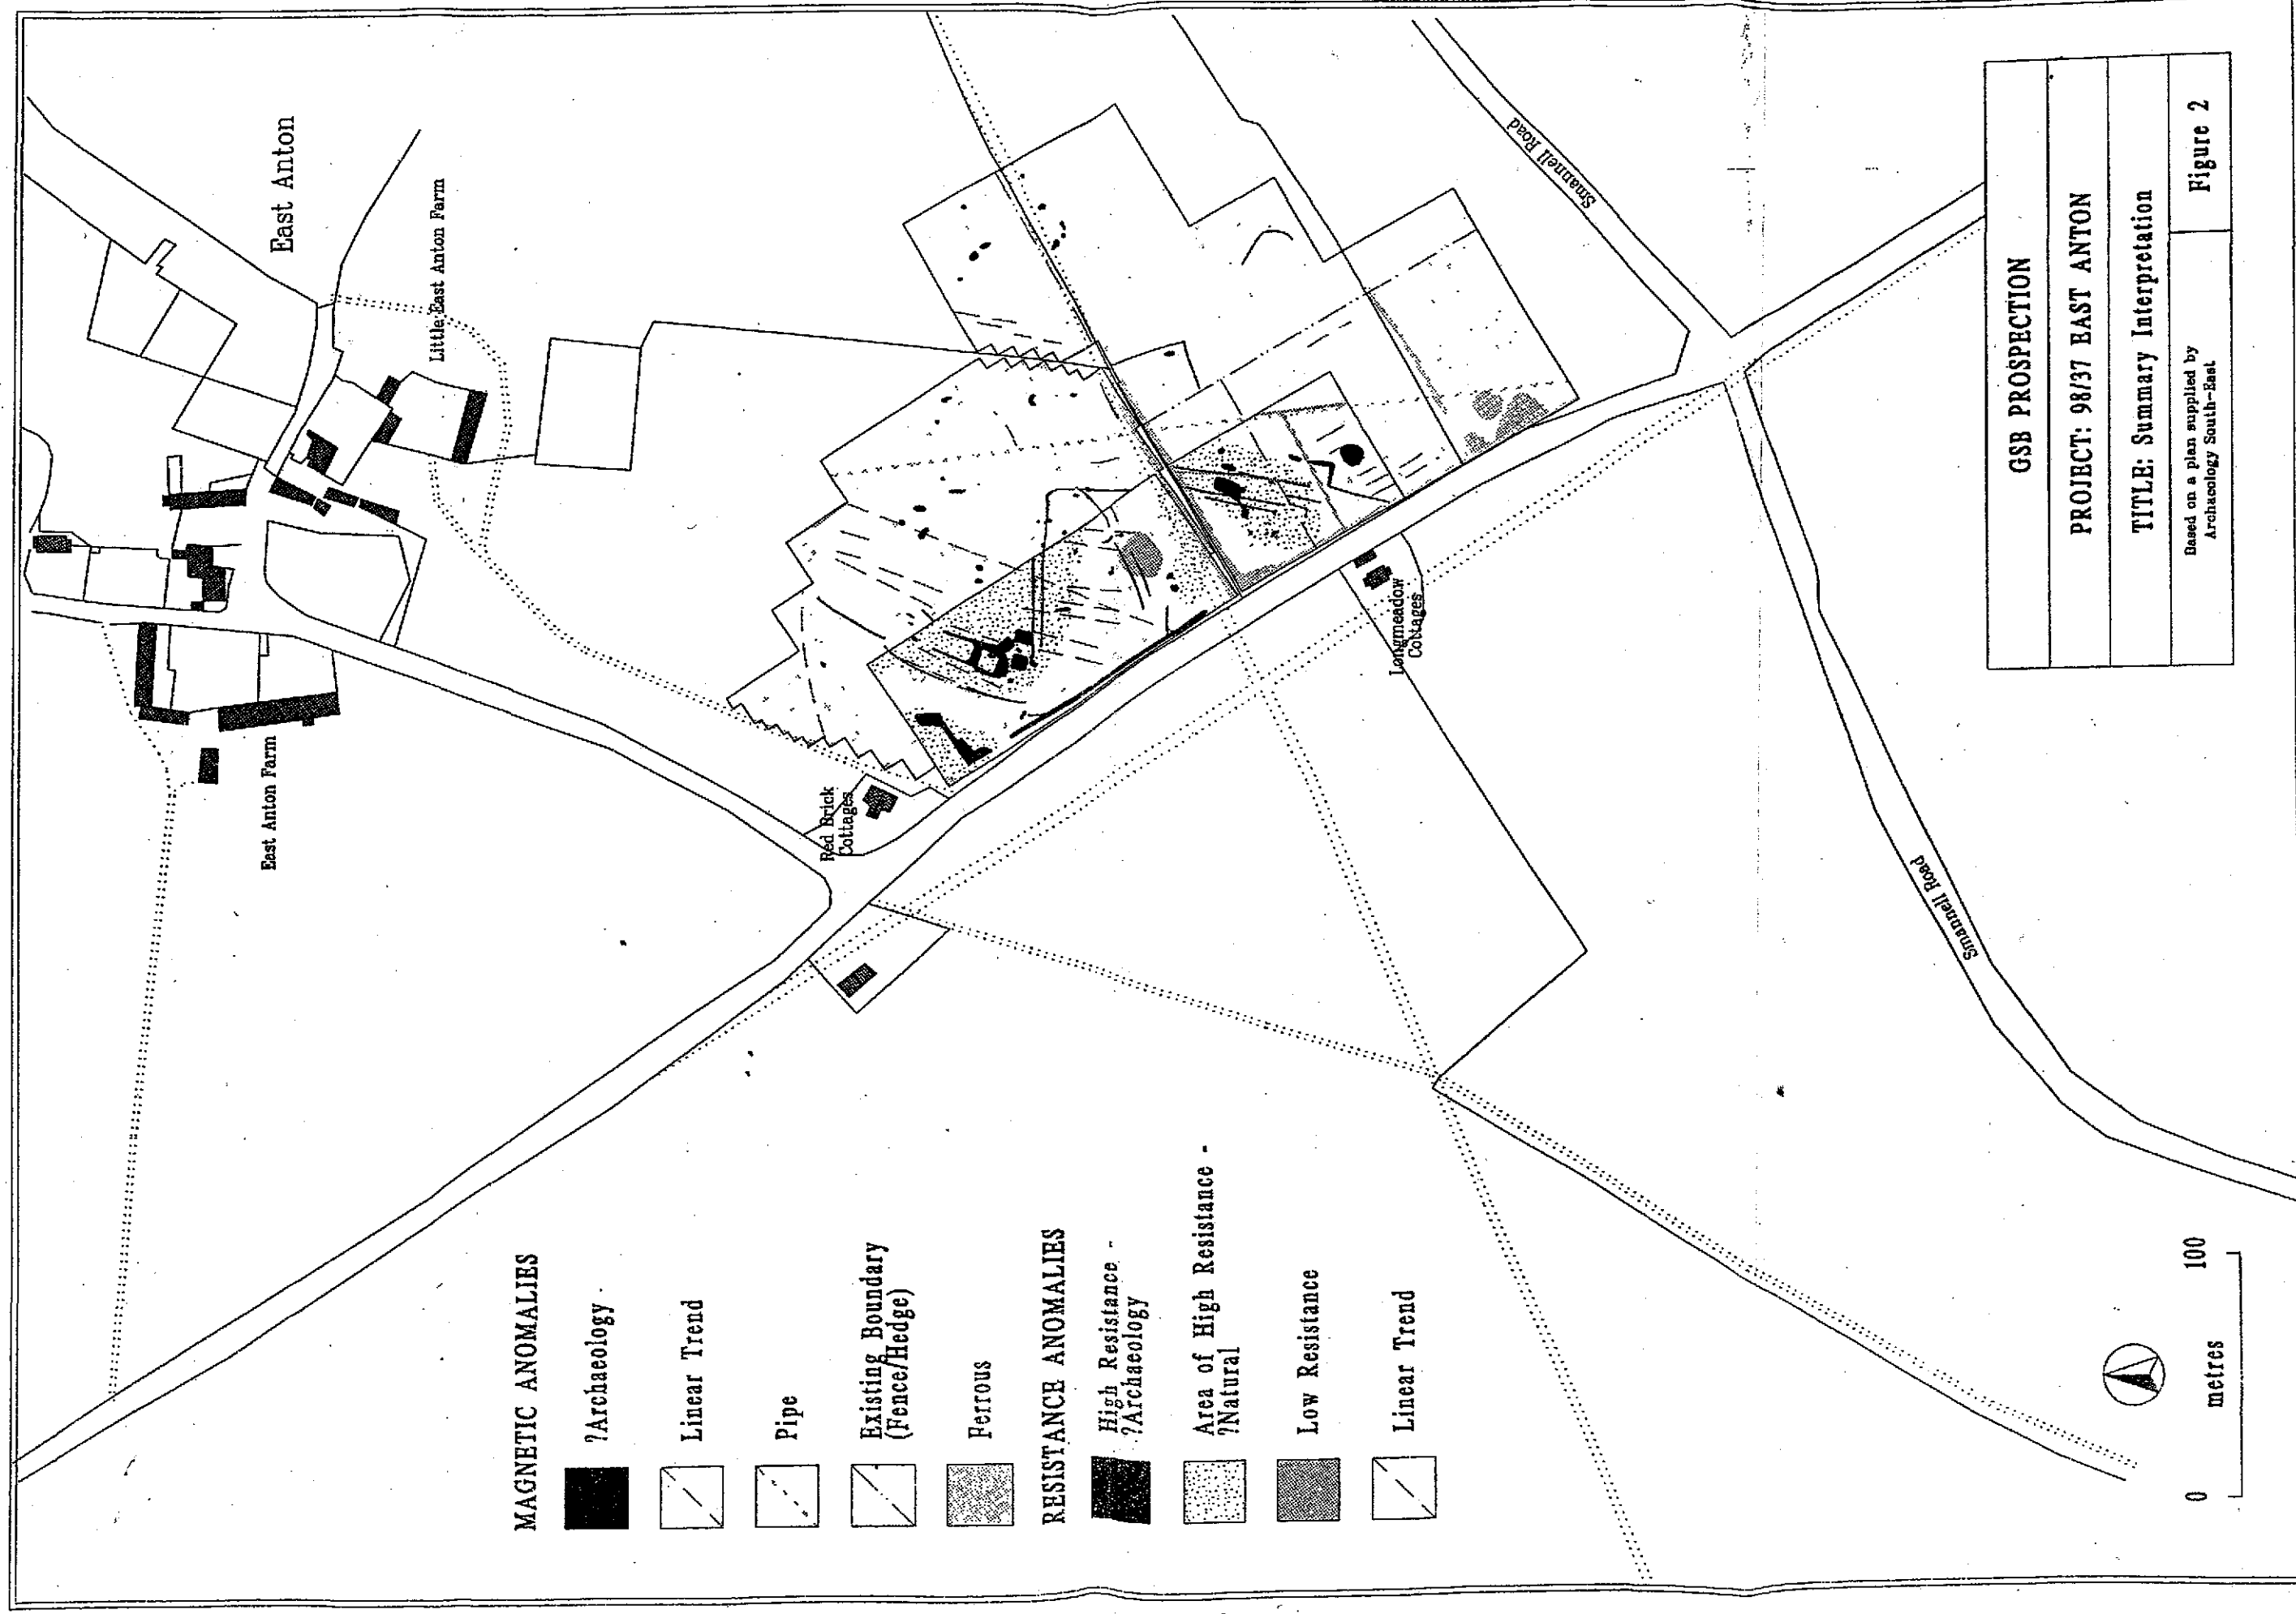 East Anton
Little East Anton Farm
East Anton Farm
Red Brick
Cottages
Longmeadow
Cottages
Smannell Road
Smannell Road
MAGNETIC ANOMALIES
?Archaeology
Linear Trend
Pipe
Existing Boundary
(Fence/Hedge)
Ferrous
RESISTANCE ANOMALIES
High Resistance -
?Archaeology
Area of High Resistance -
?Natural
Low Resistance
Linear Trend
0 metres 100
GSB PROSPECTION
PROJECT: 98/37 EAST ANTON
TITLE: Summary Interpretation
Based on a plan supplied by
Archaeology South-East
Figure 2